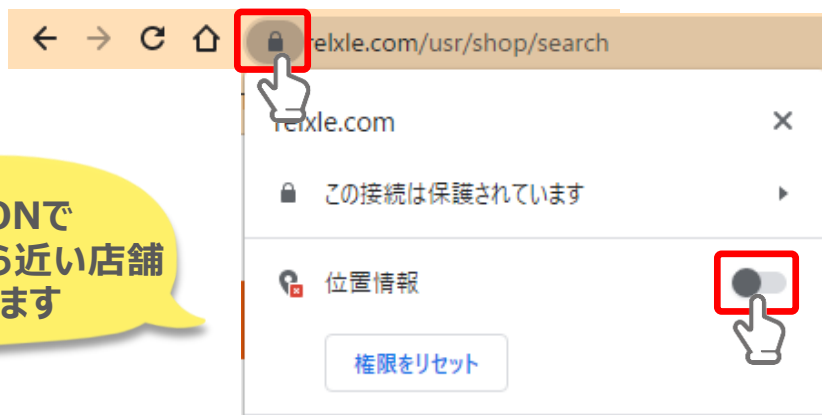 relxle.com/usr/shop/search
relxle.com
この接続は保護されています
ONで
近い店舗
ます
位置情報
権限をリセット